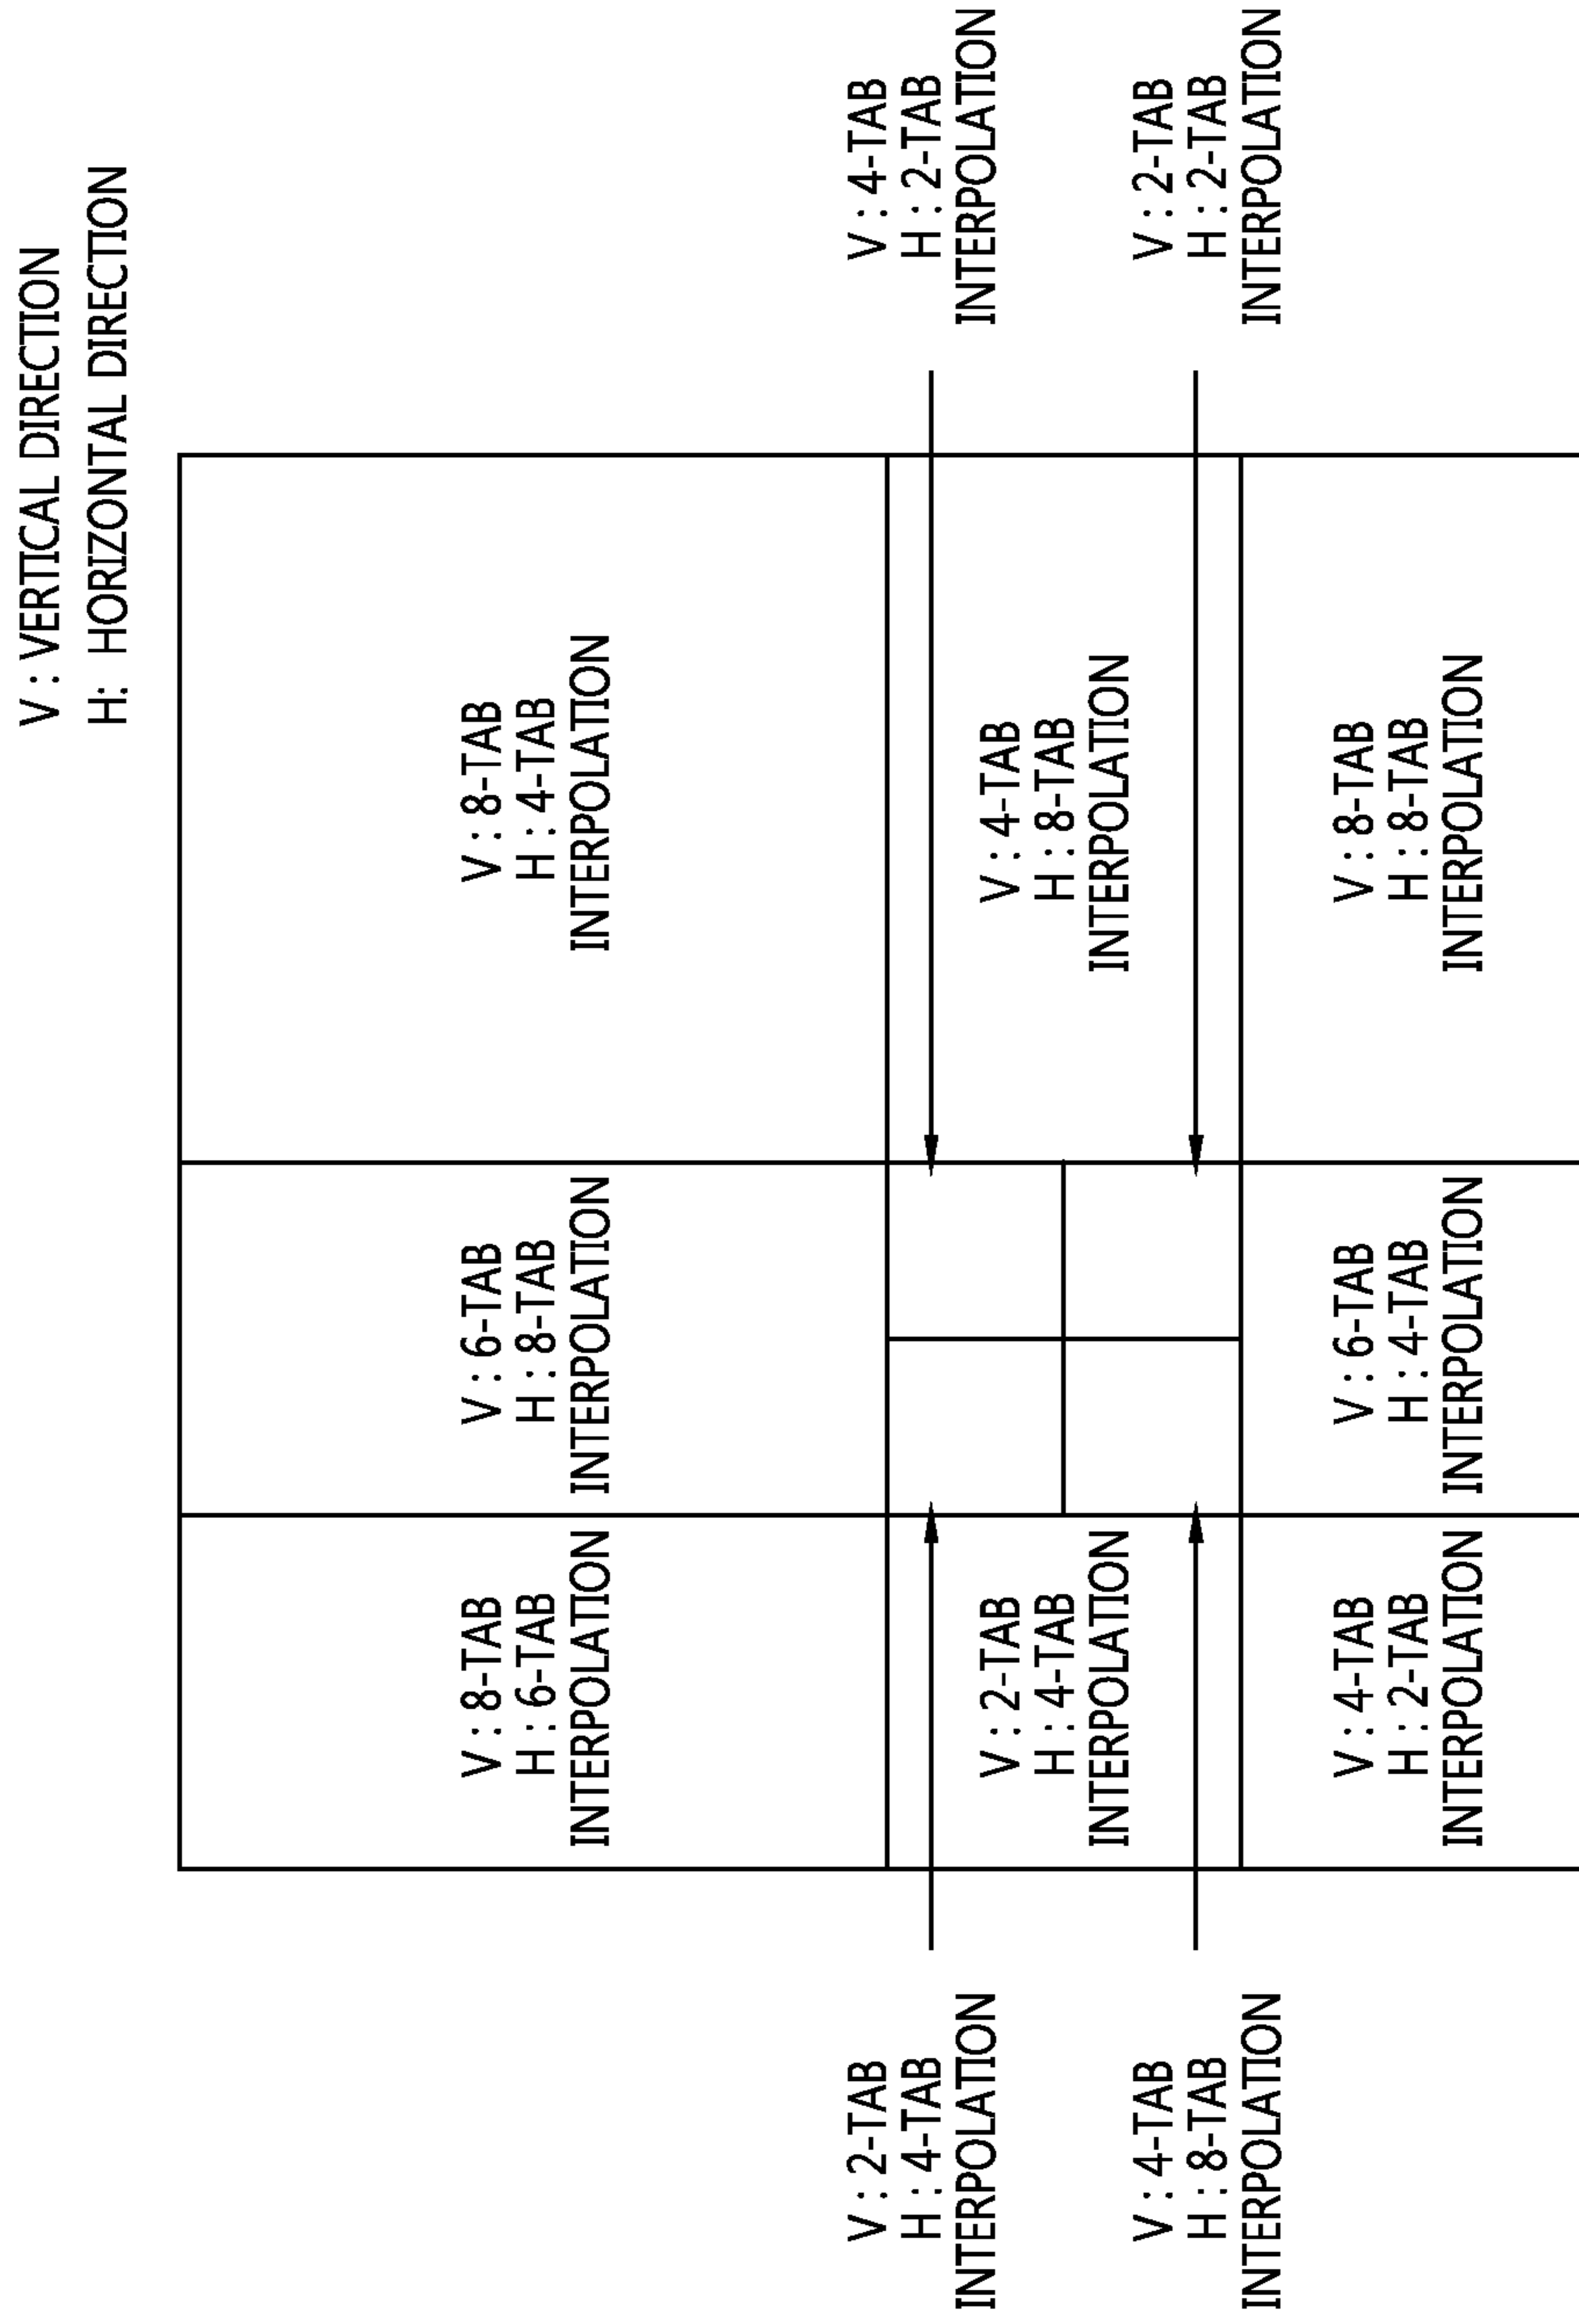 V : VERTICAL DIRECTION
H: HORIZONTAL DIRECTION
V : 8-TAB
H : 6-TAB
INTERPOLATION
V : 6-TAB
H : 8-TAB
INTERPOLATION
V : 8-TAB
H : 4-TAB
INTERPOLATION
V : 2-TAB
H : 4-TAB
INTERPOLATION
V : 4-TAB
H : 2-TAB
INTERPOLATION
V : 2-TAB
H : 4-TAB
INTERPOLATION
V : 4-TAB
H : 8-TAB
INTERPOLATION
V : 4-TAB
H : 8-TAB
INTERPOLATION
V : 2-TAB
H : 2-TAB
INTERPOLATION
V : 4-TAB
H : 2-TAB
INTERPOLATION
V : 6-TAB
H : 4-TAB
INTERPOLATION
V : 8-TAB
H : 8-TAB
INTERPOLATION